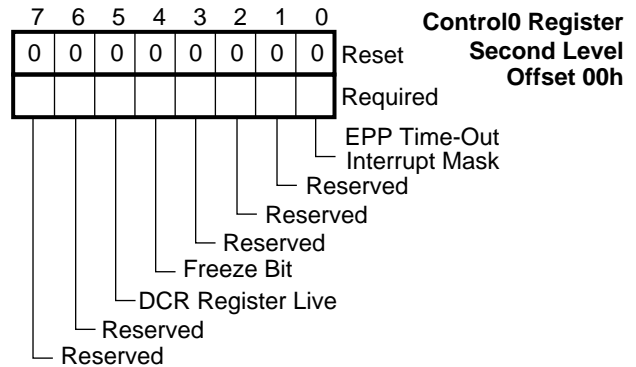 7 6 5 4 3 2 1 0
Control0 Register
Second Level
Offset 00h
0 0 0 0 0 0 0 0 Reset
Required
EPP Time-Out
Interrupt Mask
Reserved
Reserved
Reserved
Freeze Bit
DCR Register Live
Reserved
Reserved